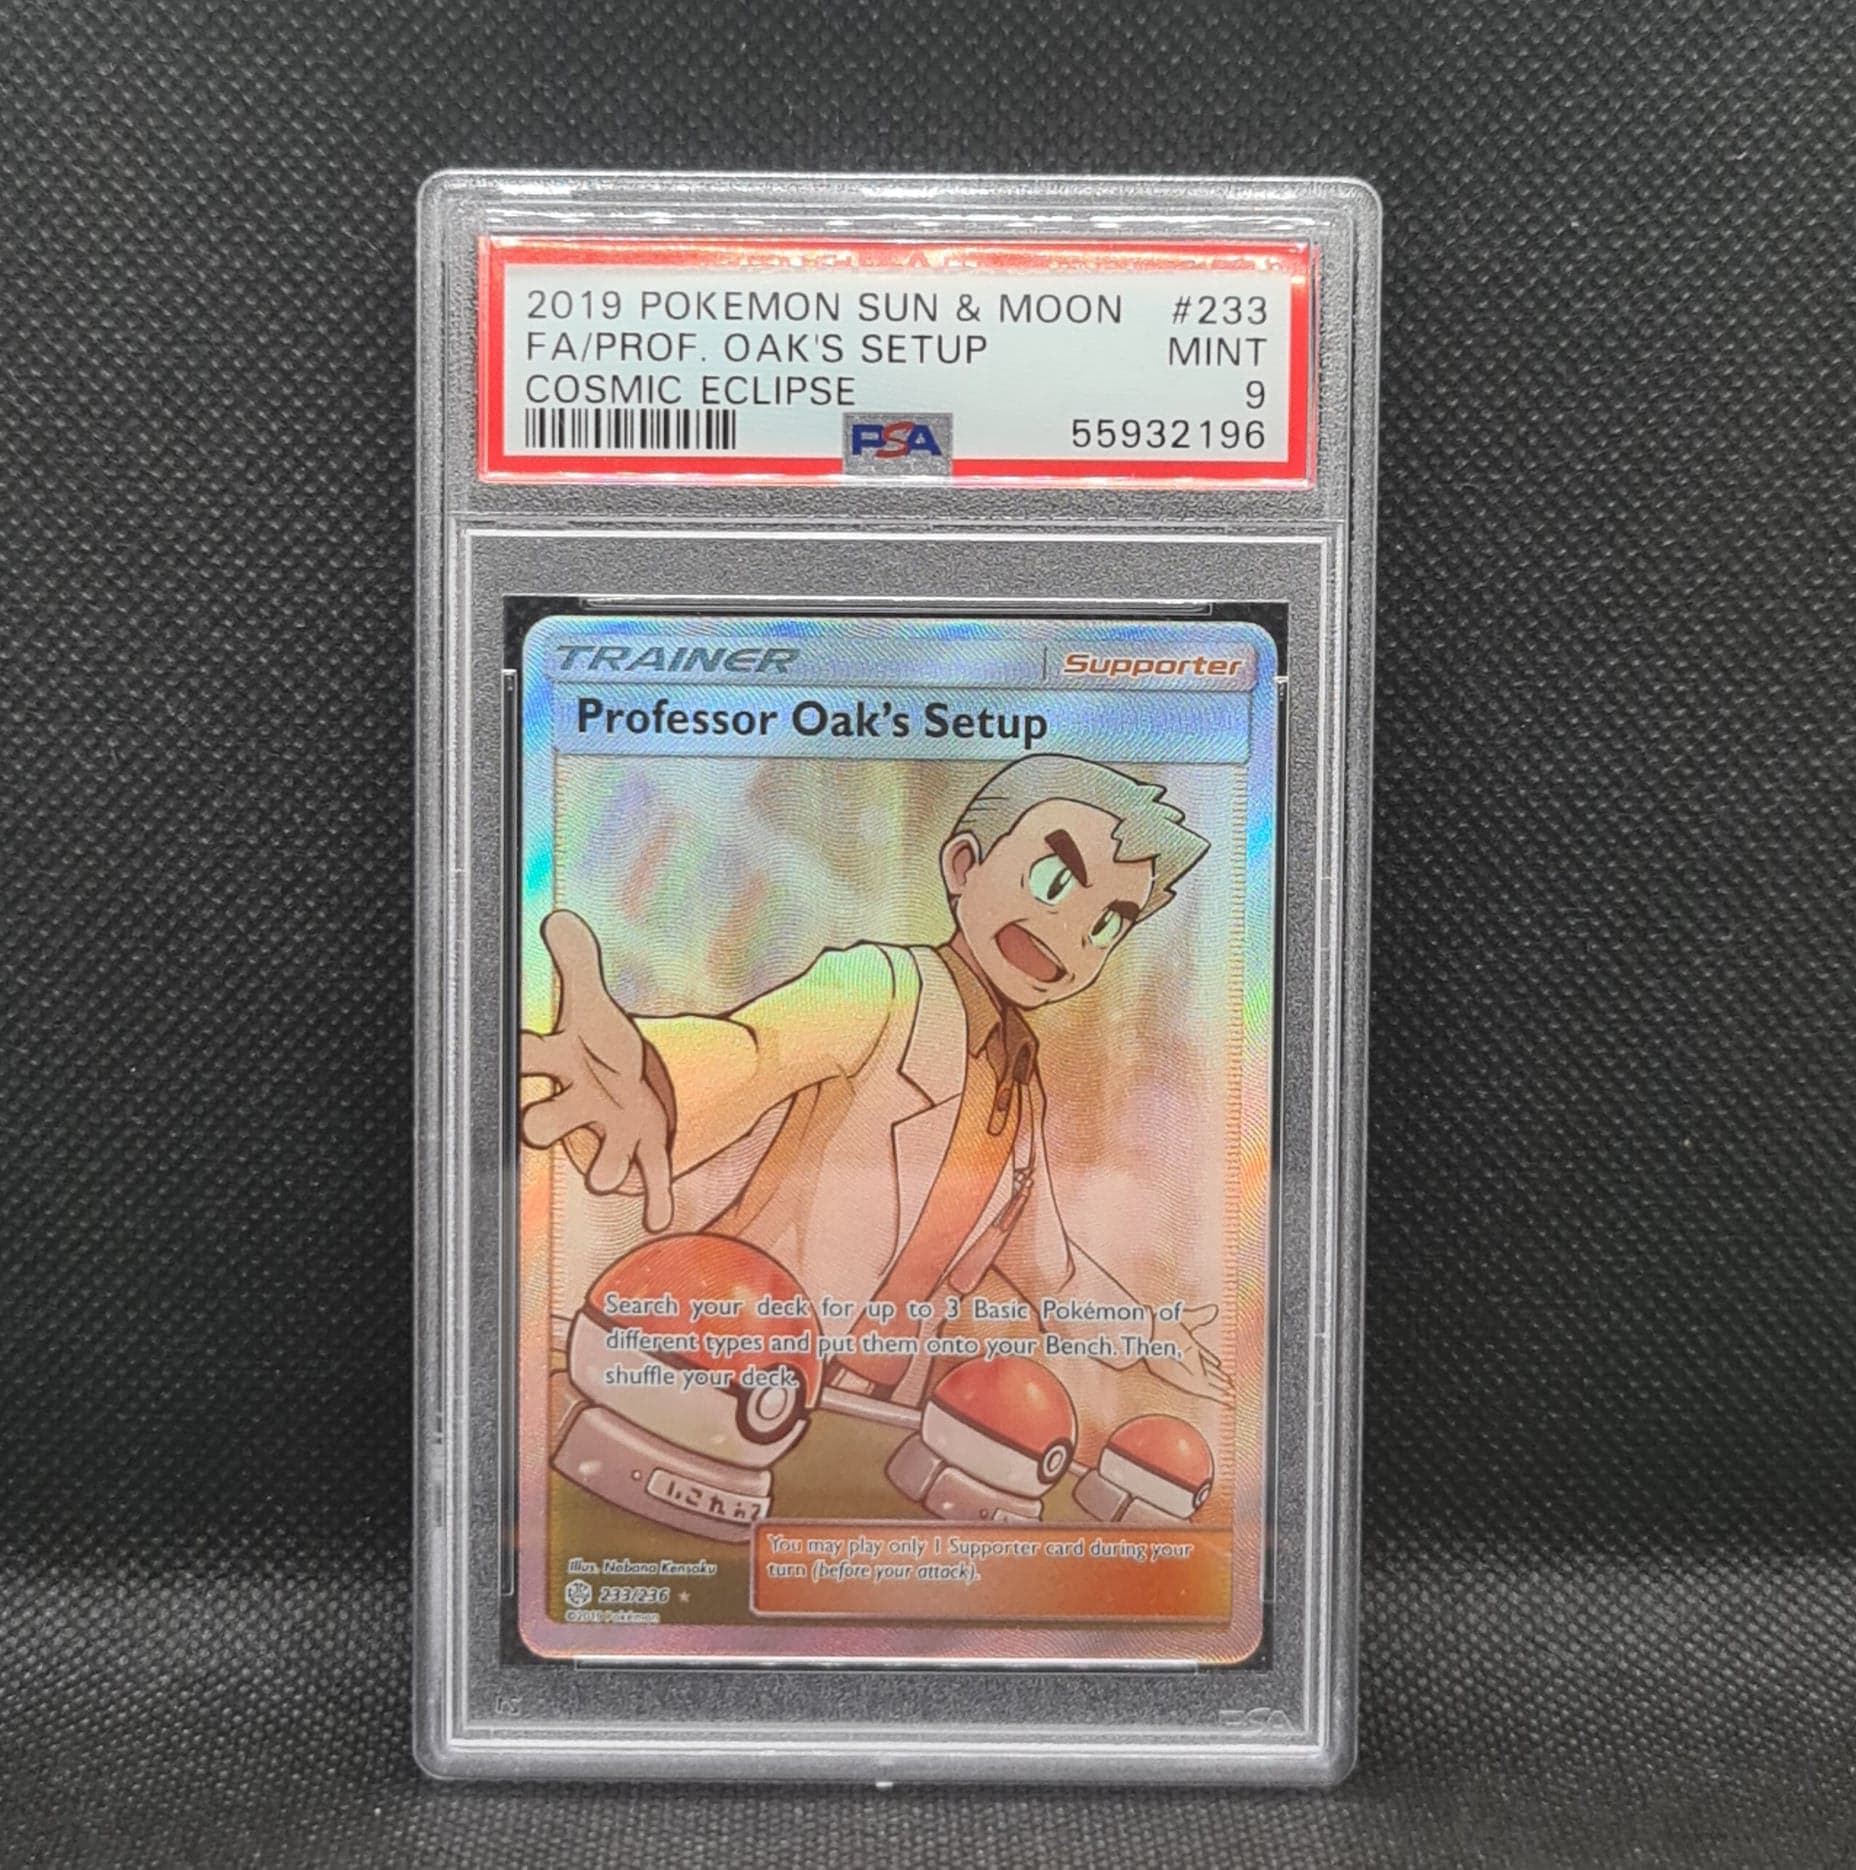 2019 POKEMON SUN & MOON #233
FA/PROF. OAK'S SETUP MINT
COSMIC ECLIPSE 9
PSA 55932196
TRAINER Supporter
Professor Oak's Setup
Search your deck for up to 3 Basic Pokémon of
different types and put them onto your Bench. Then,
shuffle your deck.
You may play only 1 Supporter card during your
turn (before your attack).
Illus. Nabana Kensaku
233/236
©2019 Pokémon
PSA